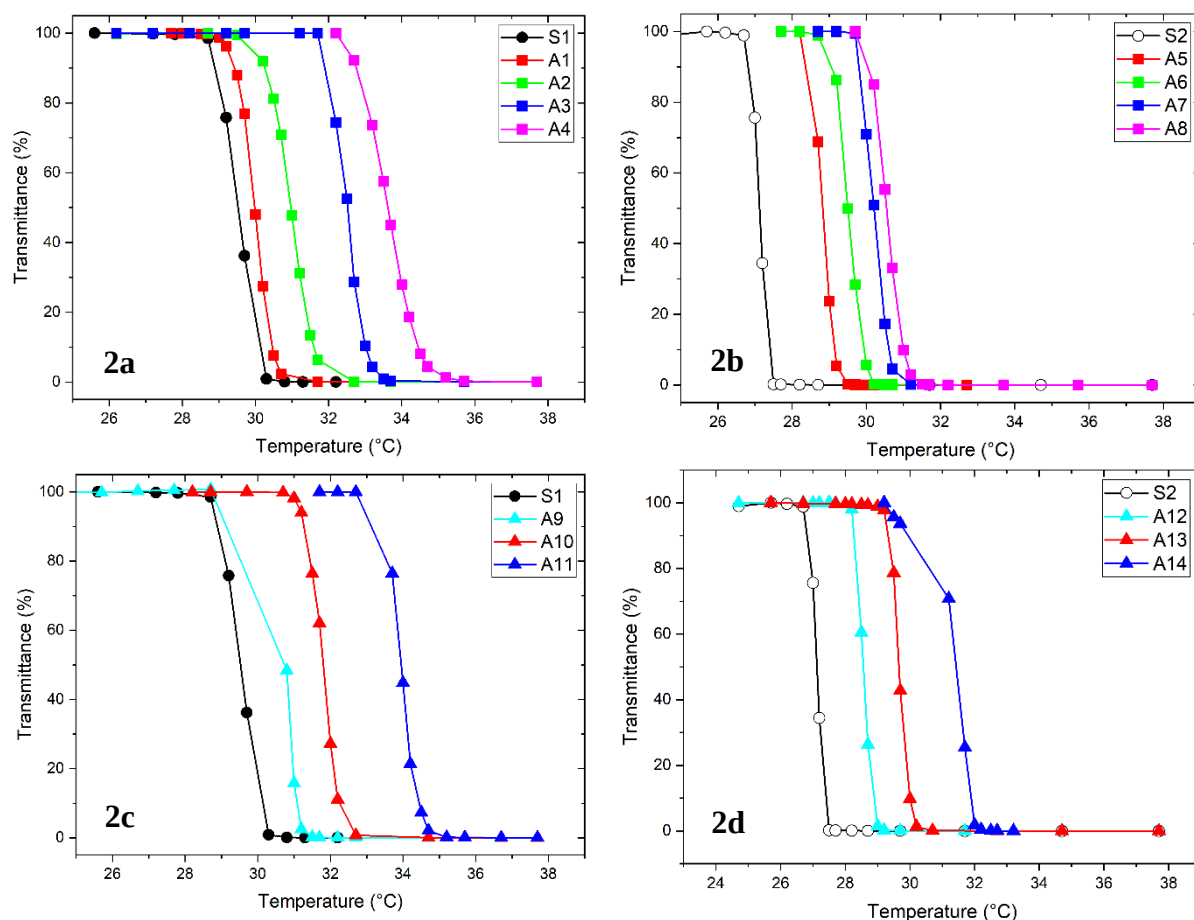 100
80
60
40
20
0
Transmittance (%)
S1
A1
A2
A3
A4
2a
26 28 30 32 34 36 38
Temperature (°C)
100
80
60
40
20
0
Transmittance (%)
S2
A5
A6
A7
A8
2b
26 28 30 32 34 36 38
Temperature (°C)
100
80
60
40
20
0
Transmittance (%)
S1
A9
A10
A11
2c
26 28 30 32 34 36 38
Temperature (°C)
100
80
60
40
20
0
Transmittance (%)
S2
A12
A13
A14
2d
24 26 28 30 32 34 36 38
Temperature (°C)